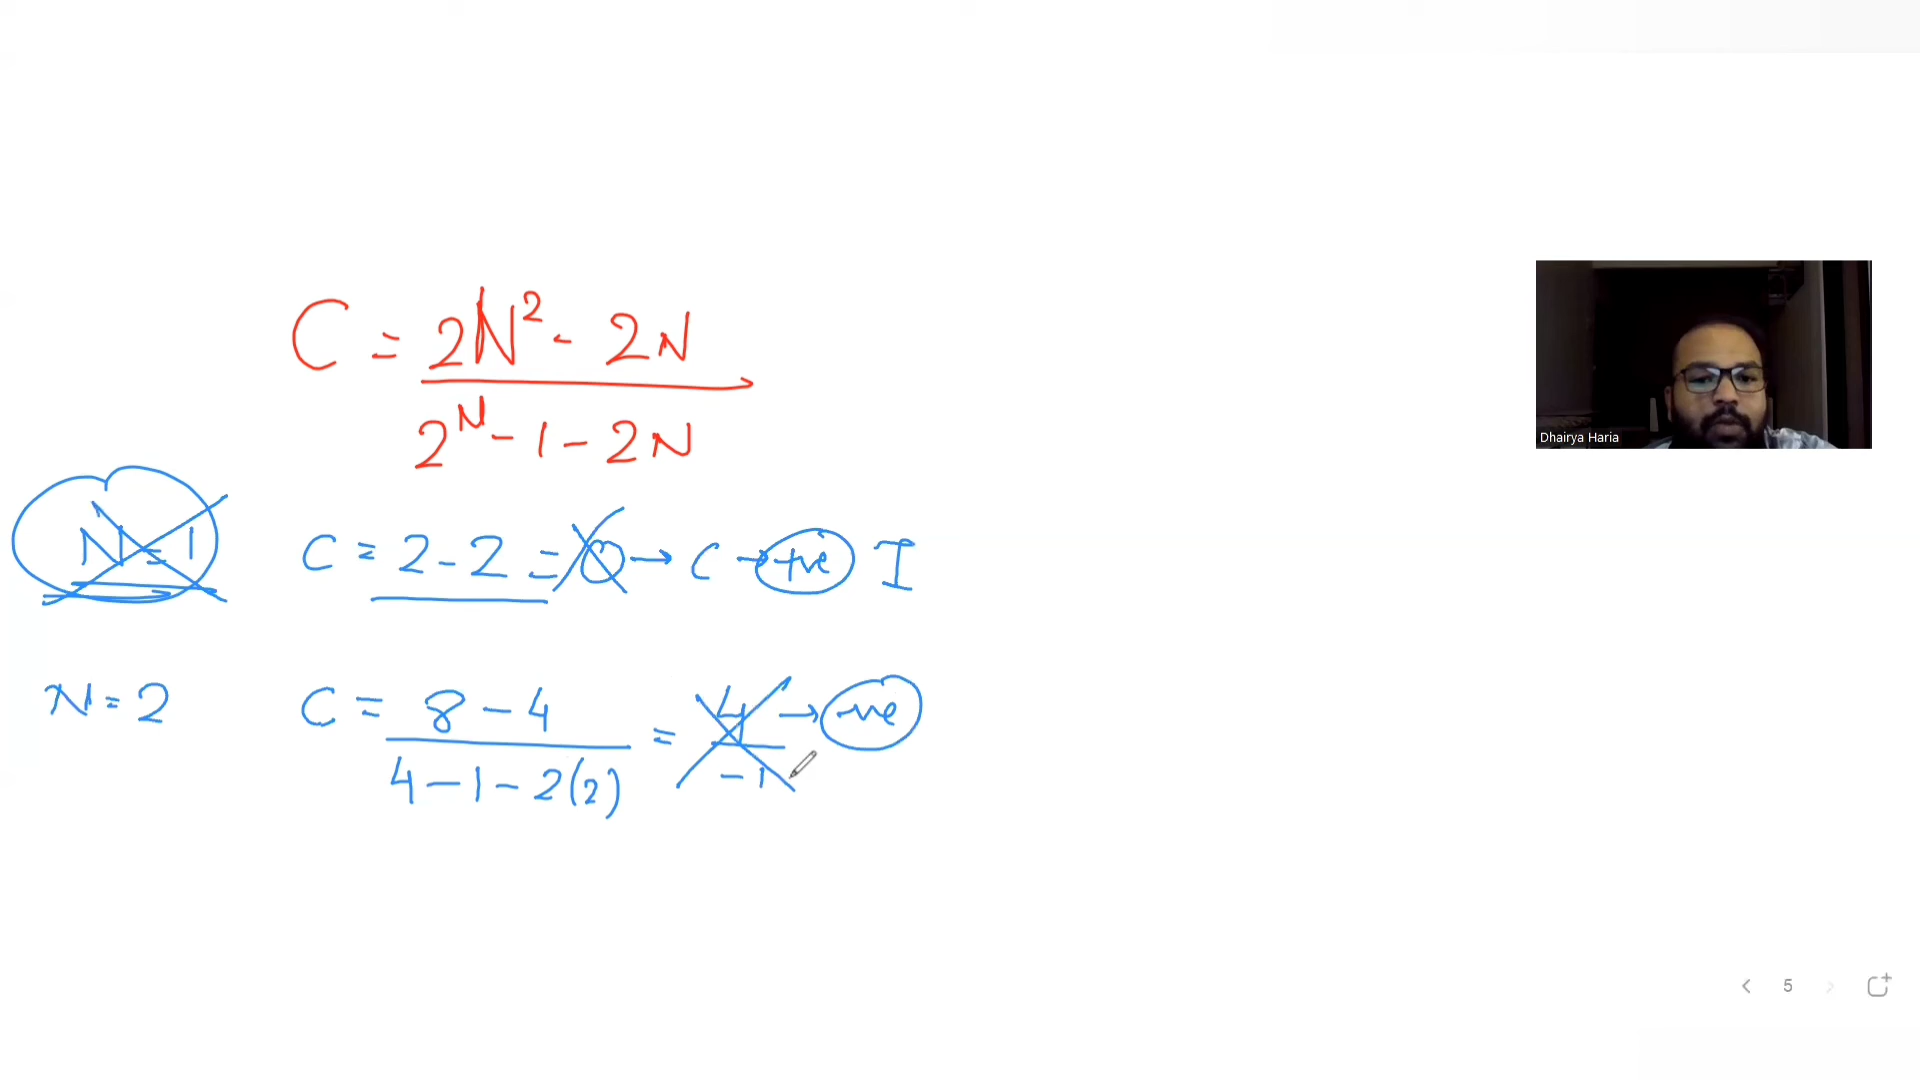 C = 2N² - 2N
2ᴺ - 1 - 2N
N = 1 C = 2 - 2 = 0 → C → +ve I
N = 2 C = 8 - 4 = 4 → -ve
4 - 1 - 2(2) - 1
Dhairya Haria
5